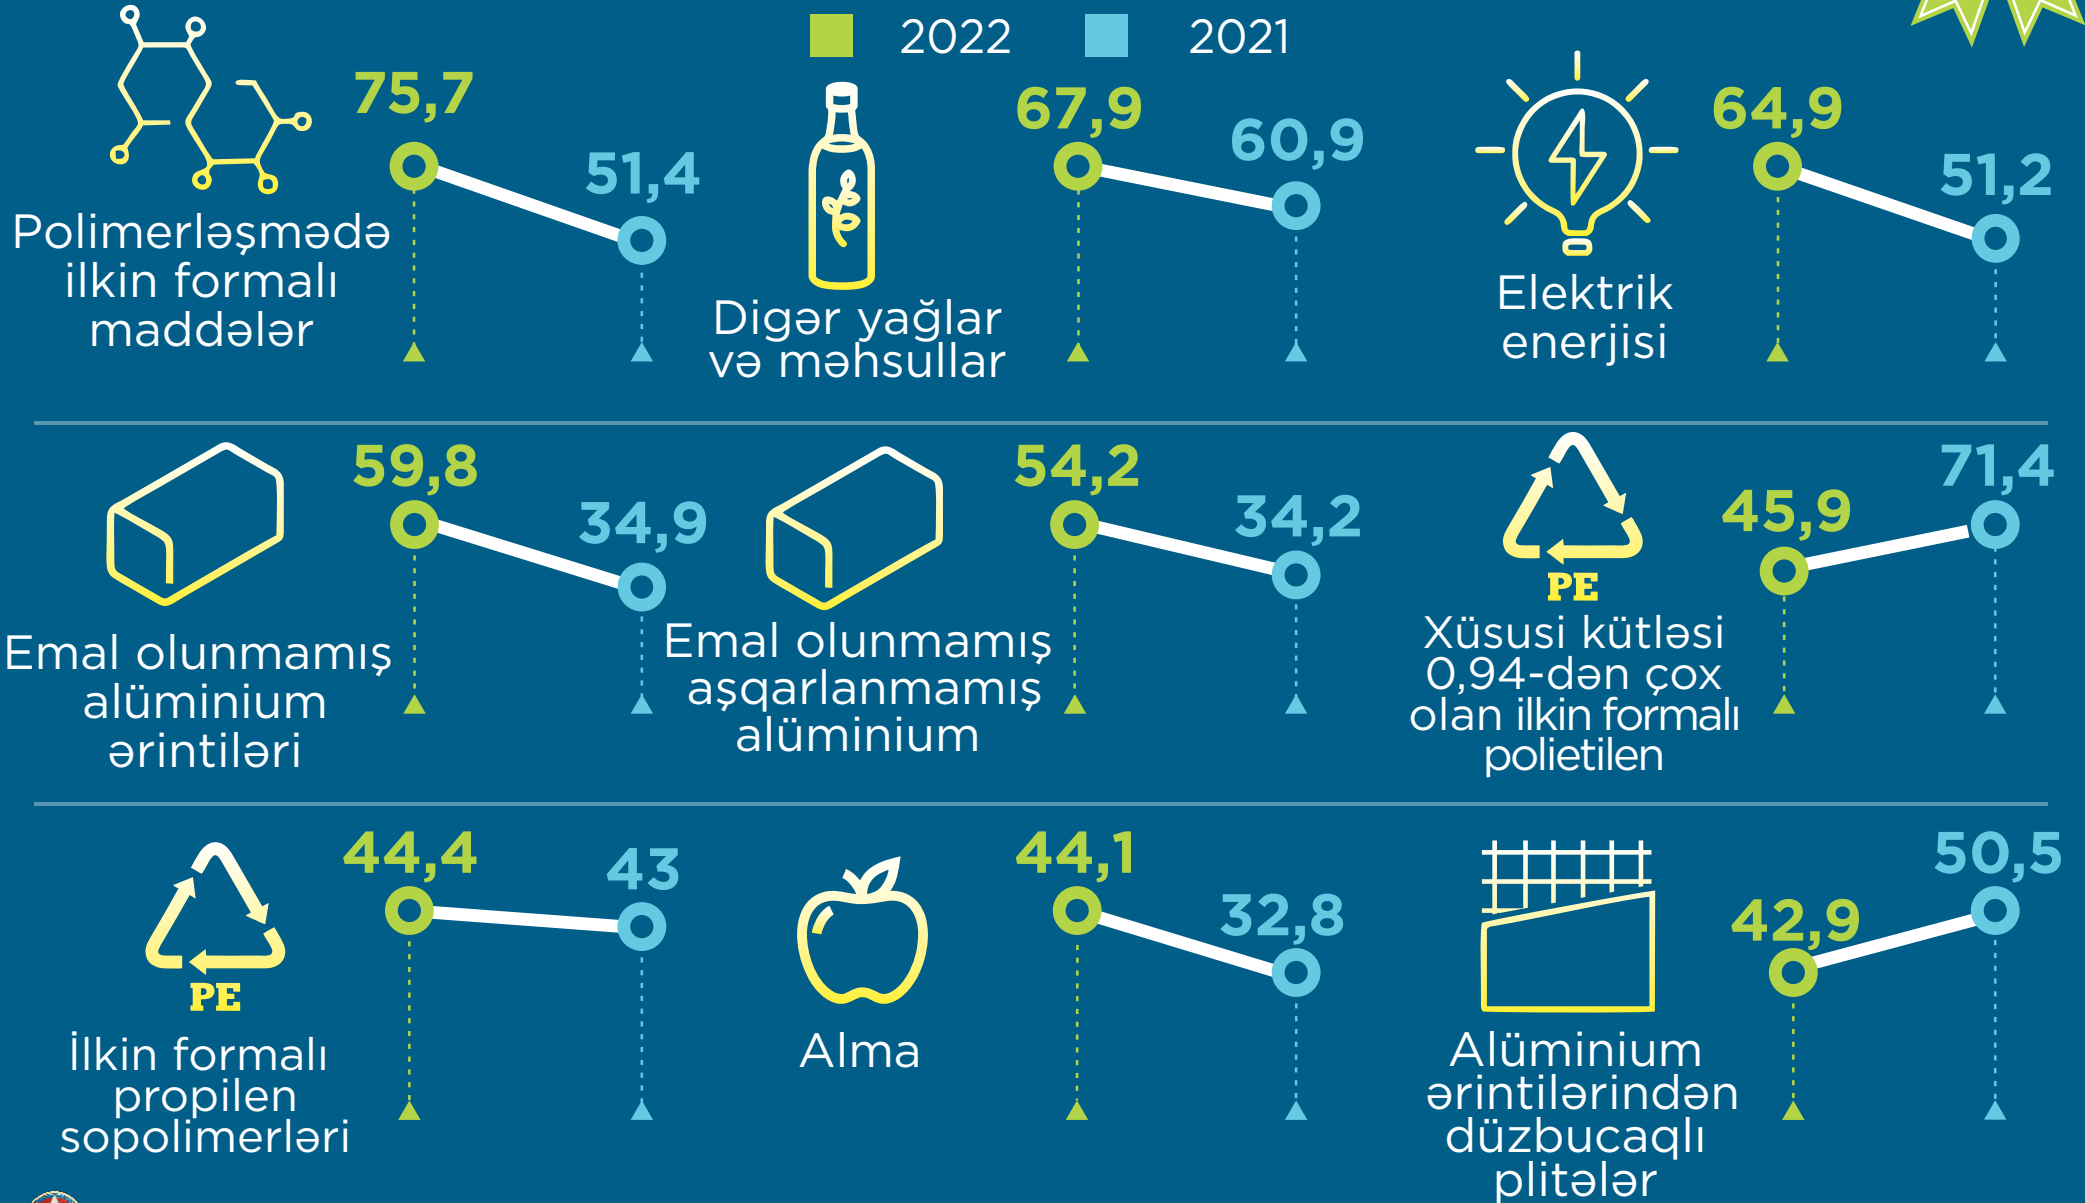 2022
2021
75,7
51,4
Polimerləşmədə
ilkin formalı
maddələr
67,9
60,9
Digər yağlar
və məhsullar
64,9
51,2
Elektrik
enerjisi
59,8
34,9
Emal olunmamış
alüminium
ərintiləri
54,2
34,2
Emal olunmamış
aşqarlanmamış
alüminium
45,9
71,4
PE
Xüsusi kütləsi
0,94-dən çox
olan ilkin formalı
polietilen
44,4
43
PE
İlkin formalı
propilen
sopolimerləri
44,1
32,8
Alma
42,9
50,5
Alüminium
ərintilərindən
düzbucaqlı
plitələr